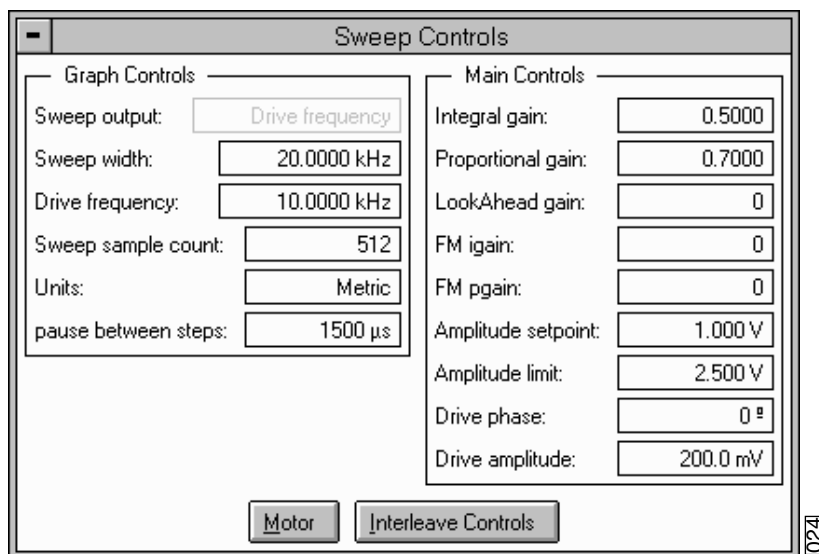 Sweep Controls
Graph Controls
Sweep output: Drive frequency
Sweep width: 20.0000 kHz
Drive frequency: 10.0000 kHz
Sweep sample count: 512
Units: Metric
pause between steps: 1500 µs
Main Controls
Integral gain: 0.5000
Proportional gain: 0.7000
LookAhead gain: 0
FM igain: 0
FM pgain: 0
Amplitude setpoint: 1.000 V
Amplitude limit: 2.500 V
Drive phase: 0 º
Drive amplitude: 200.0 mV
Motor
Interleave Controls
024